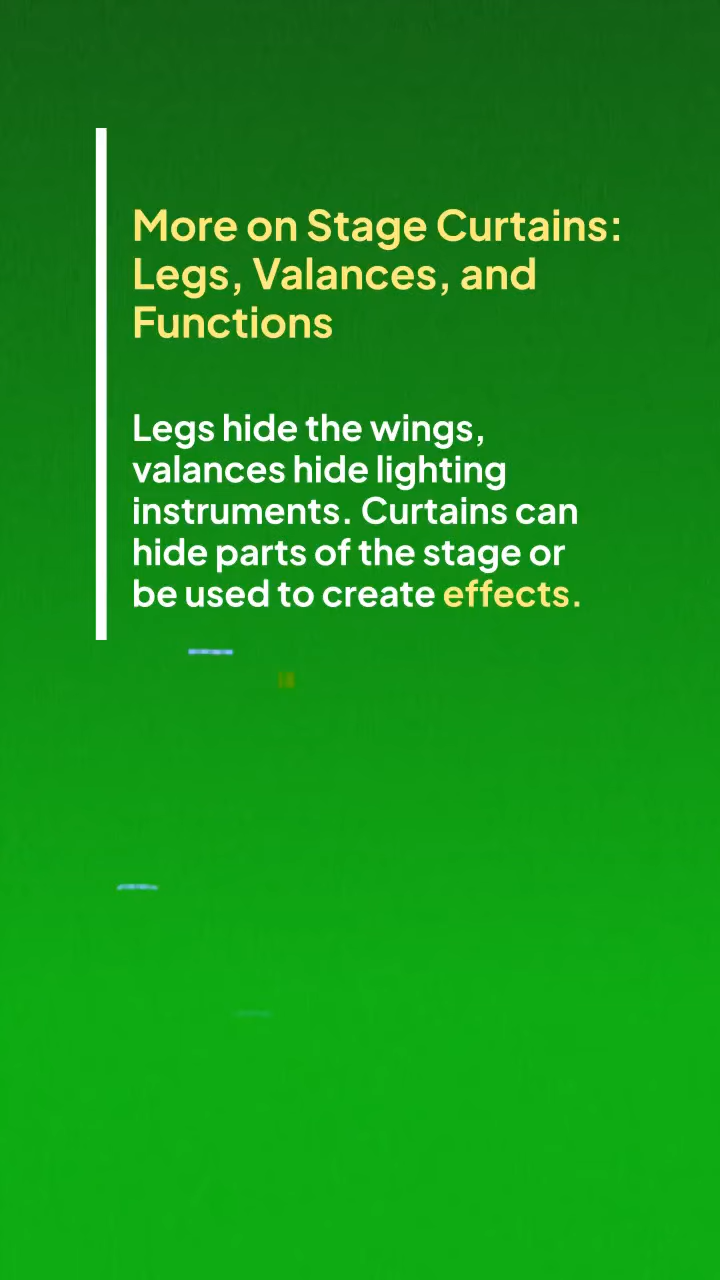 More on Stage Curtains:
Legs, Valances, and
Functions
Legs hide the wings,
valances hide lighting
instruments. Curtains can
hide parts of the stage or
be used to create effects.